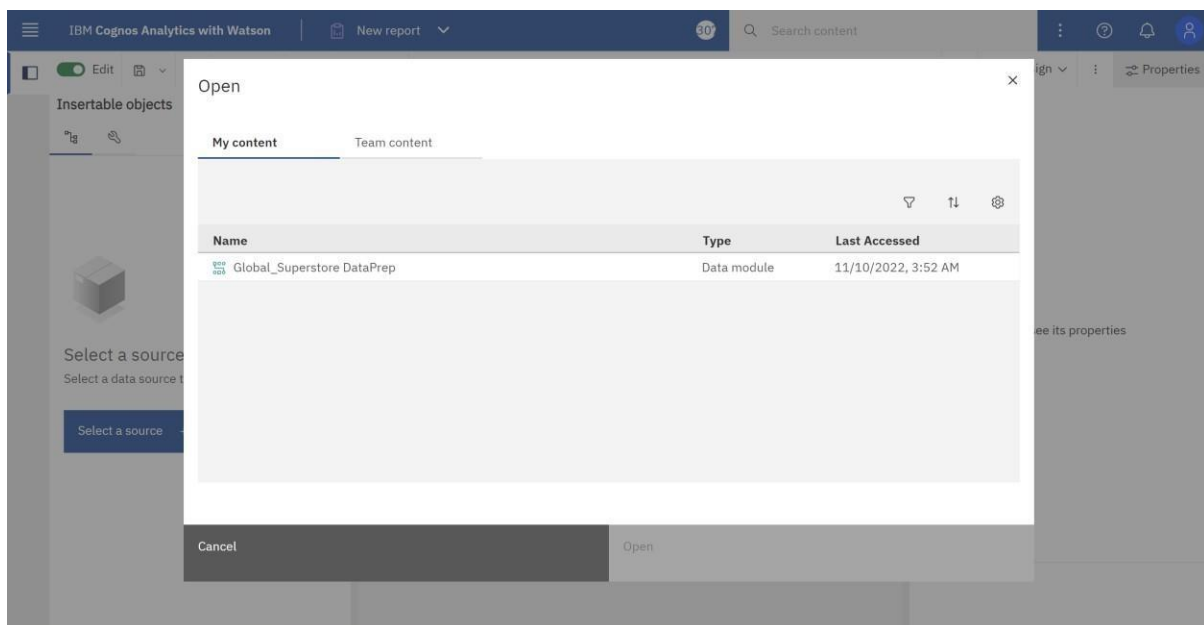 IBM Cognos Analytics with Watson
New report
30
Search content
Edit
Properties
Insertable objects
Open
My content
Team content
Name Type Last Accessed
Global_Superstore DataPrep Data module 11/10/2022, 3:52 AM
see its properties
Select a source
Select a data source t
Select a source
Cancel
Open